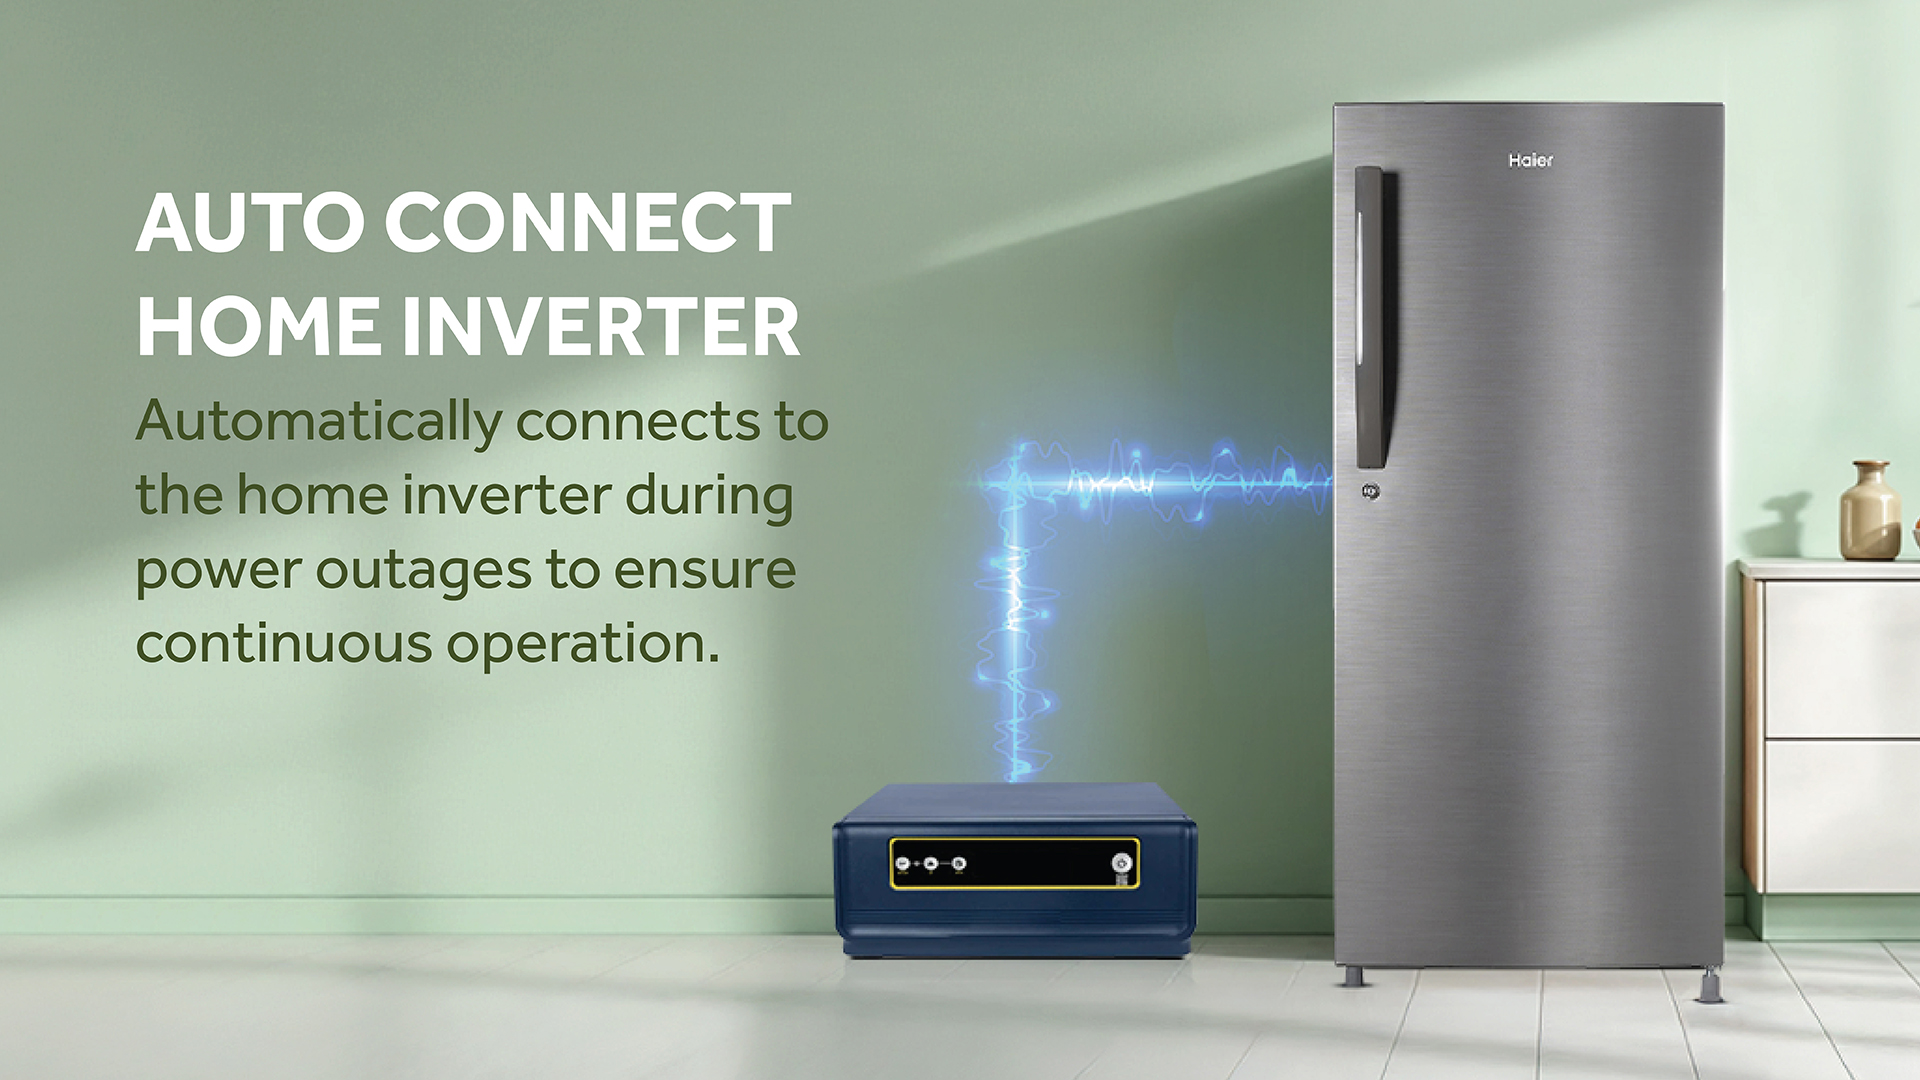 AUTO CONNECT
HOME INVERTER
Automatically connects to
the home inverter during
power outages to ensure
continuous operation.
Haier